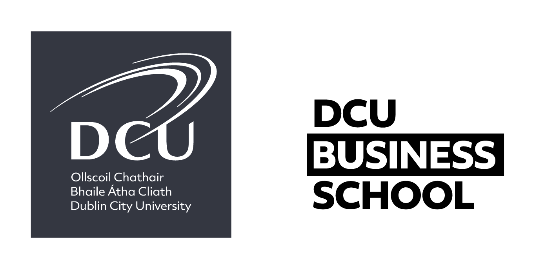 DCU
Ollscoil Chathair
Bhaile Átha Cliath
Dublin City University
DCU
BUSINESS
SCHOOL